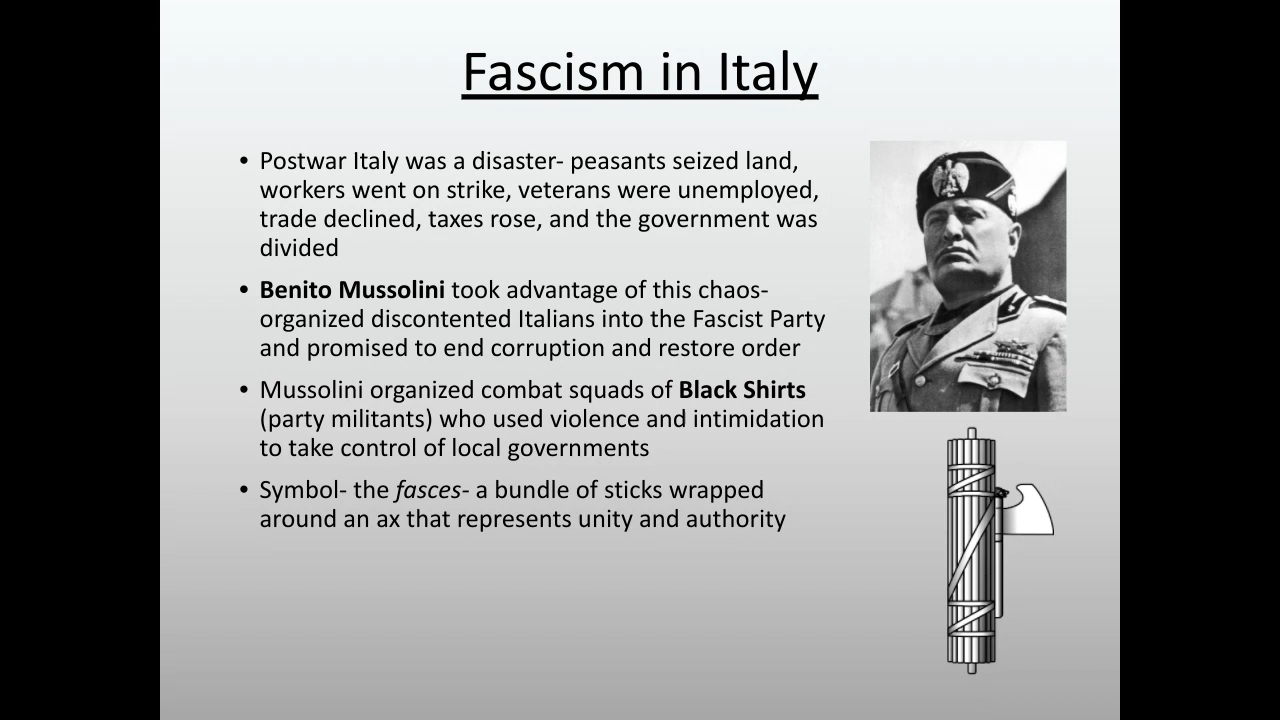 Fascism in Italy
• Postwar Italy was a disaster- peasants seized land,
workers went on strike, veterans were unemployed,
trade declined, taxes rose, and the government was
divided
• Benito Mussolini took advantage of this chaos-
organized discontented Italians into the Fascist Party
and promised to end corruption and restore order
• Mussolini organized combat squads of Black Shirts
(party militants) who used violence and intimidation
to take control of local governments
• Symbol- the fasces- a bundle of sticks wrapped
around an ax that represents unity and authority